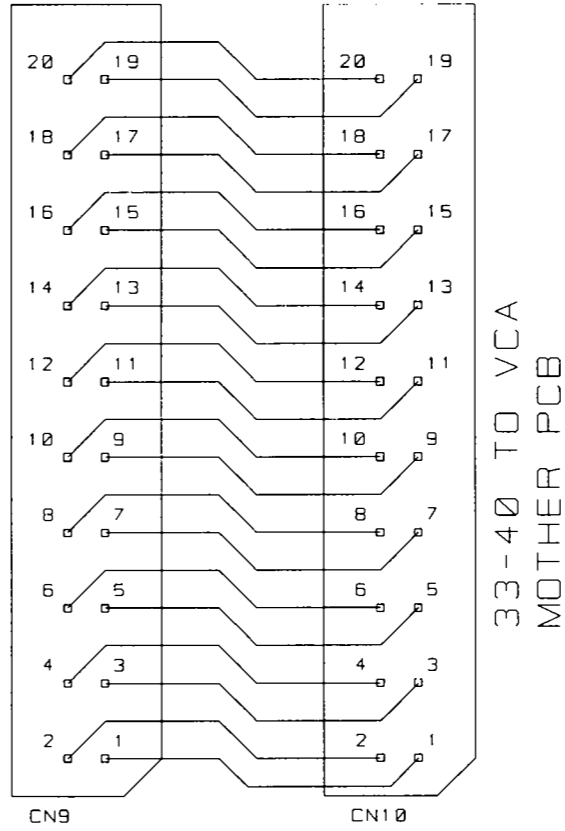 20 19 20 19
18 17 18 17
16 15 16 15
14 13 14 13
12 11 12 11
10 9 10 9
8 7 8 7
6 5 6 5
4 3 4 3
2 1 2 1
CN9 CN10
33-40 TO VCA
MOTHER PCB